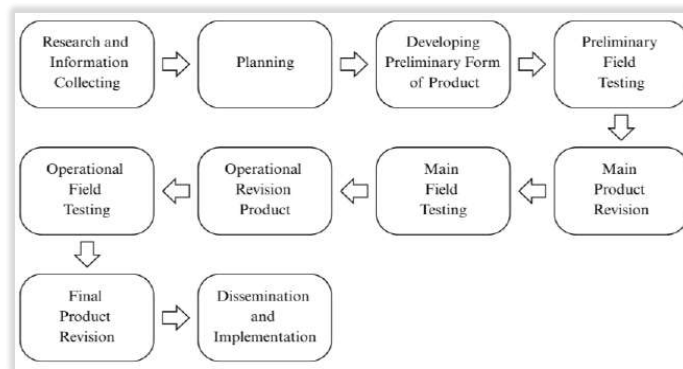 Research and
Information
Collecting
Planning
Developing
Preliminary Form
of Product
Preliminary
Field
Testing
Main
Product
Revision
Main
Field
Testing
Operational
Revision
Product
Operational
Field
Testing
Final
Product
Revision
Dissemination
and
Implementation